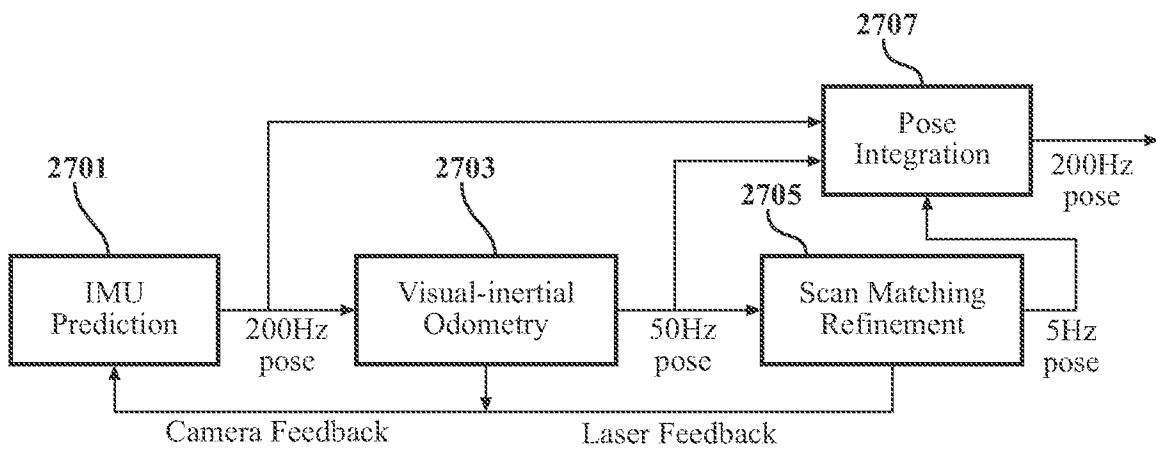 2707
Pose
Integration
200Hz
pose
2701
2703
2705
IMU
Prediction
200Hz
pose
Visual-inertial
Odometry
50Hz
pose
Scan Matching
Refinement
5Hz
pose
Camera Feedback
Laser Feedback